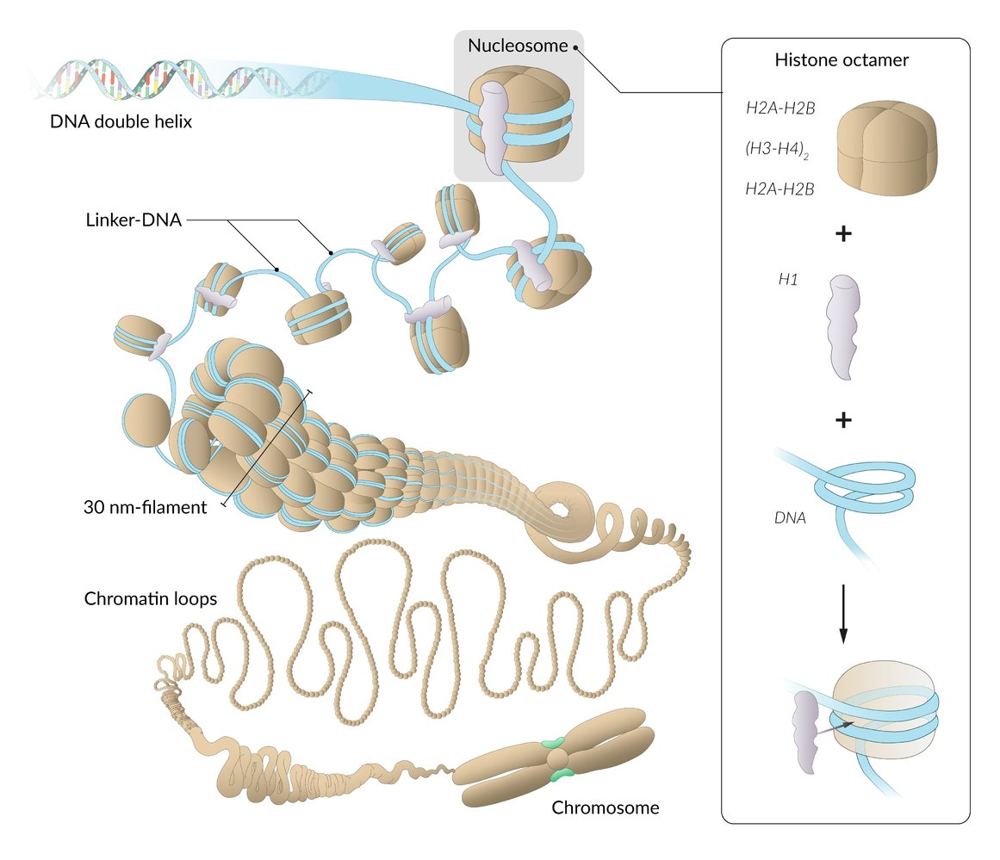 Nucleosome
DNA double helix
Linker-DNA
30 nm-filament
Chromatin loops
Chromosome
Histone octamer
H2A-H2B
(H3-H4)2
H2A-H2B
+
H1
+
DNA